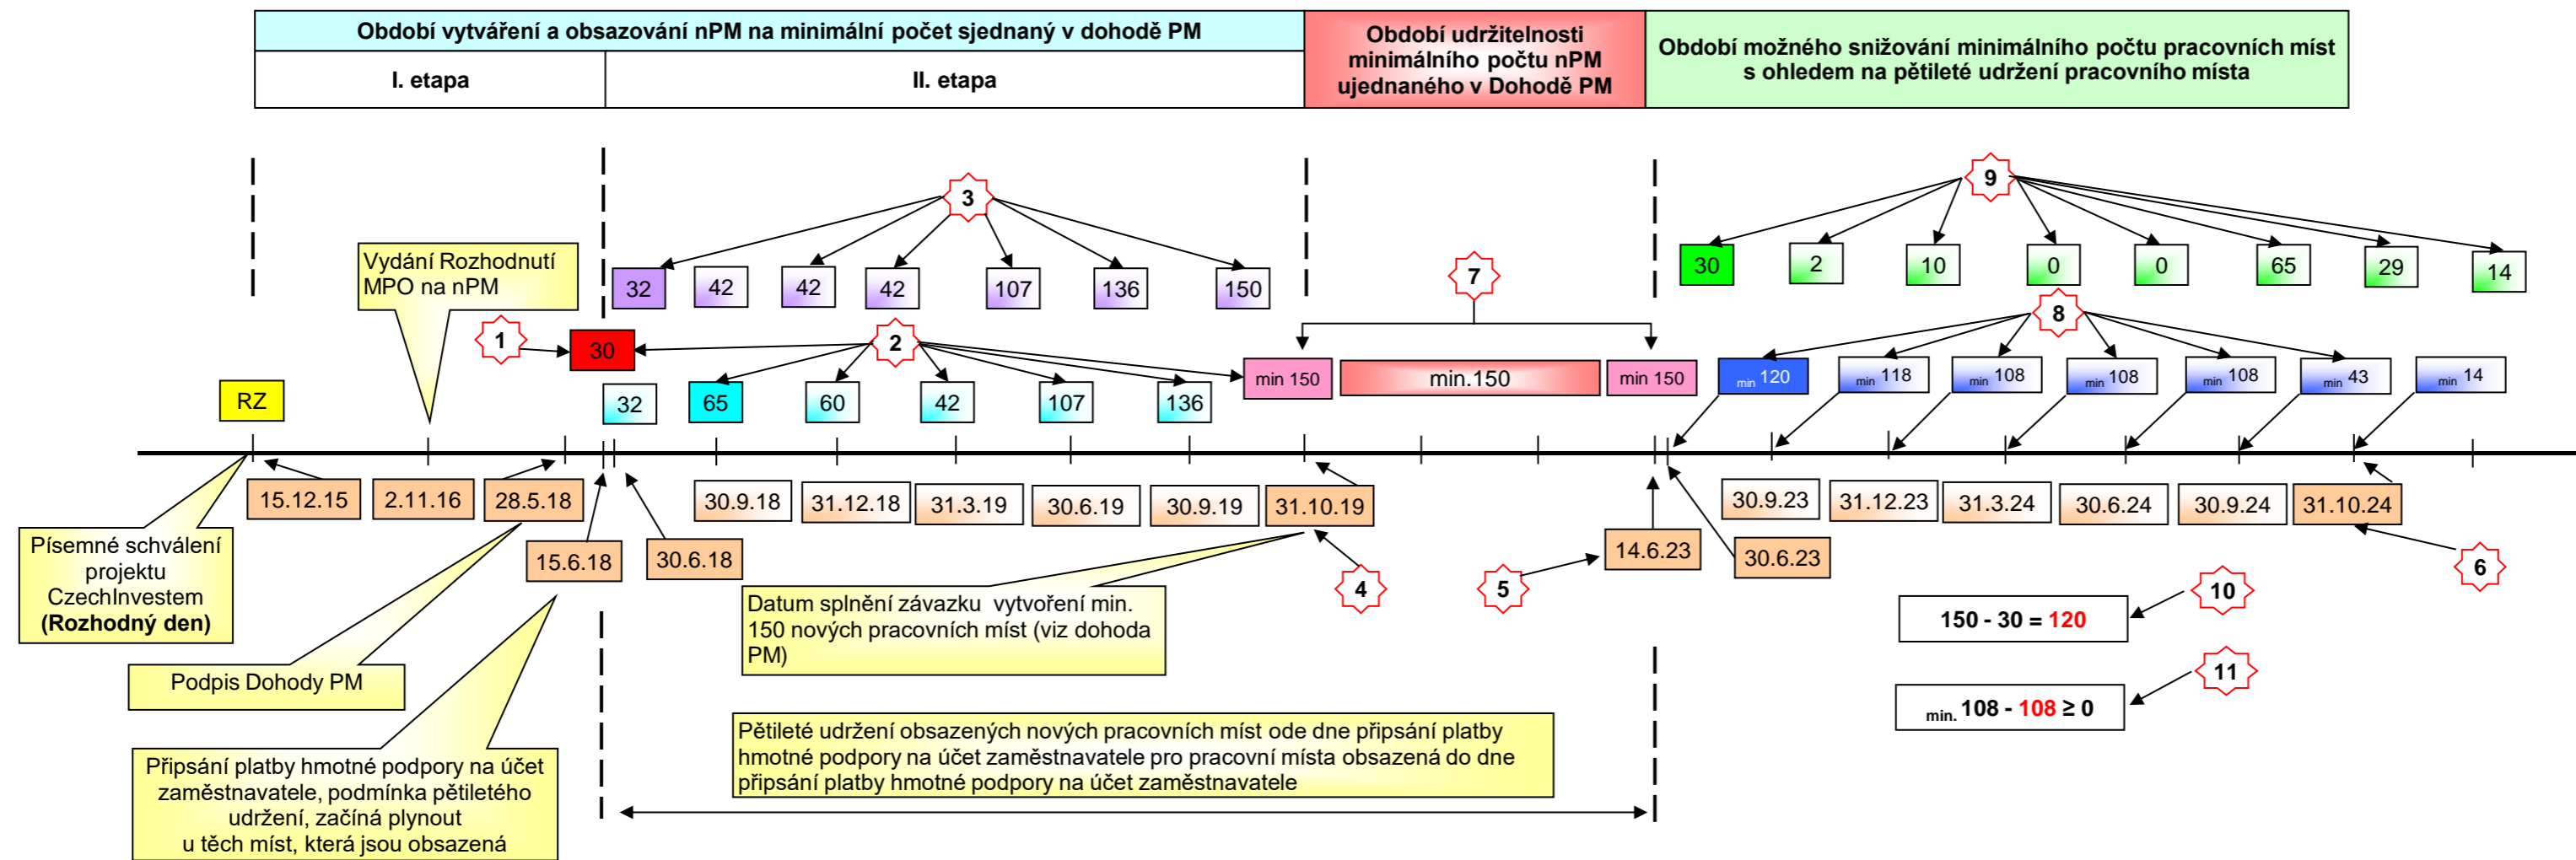 Období vytváření a obsazování nPM na minimální počet sjednaný v dohodě PM
I. etapa
II. etapa
Období udržitelnosti
minimálního počtu nPM
ujednaného v Dohodě PM
Období možného snižování minimálního počtu pracovních míst
s ohledem na pětileté udržení pracovního místa
3
9
Vydání Rozhodnutí
MPO na nPM
32
42
42
42
107
136
150
7
30
2
10
0
0
65
29
14
1
30
2
8
RZ
32
65
60
42
107
136
min 150
min.150
min 150
min 120
min 118
min 108
min 108
min 108
min 43
min 14
15.12.15
2.11.16
28.5.18
30.9.18
31.12.18
31.3.19
30.6.19
30.9.19
31.10.19
30.9.23
31.12.23
31.3.24
30.6.24
30.9.24
31.10.24
15.6.18
30.6.18
14.6.23
30.6.23
4
5
6
Písemné schválení
projektu
CzechInvestem
(Rozhodný den)
Datum splnění závazku vytvoření min.
150 nových pracovních míst (viz dohoda
PM)
10
150 - 30 = 120
Podpis Dohody PM
11
min. 108 - 108 ≥ 0
Pětileté udržení obsazených nových pracovních míst ode dne připsání platby
hmotné podpory na účet zaměstnavatele pro pracovní místa obsazená do dne
připsání platby hmotné podpory na účet zaměstnavatele
Připsání platby hmotné podpory na účet
zaměstnavatele, podmínka pětiletého
udržení, začíná plynout
u těch míst, která jsou obsazená